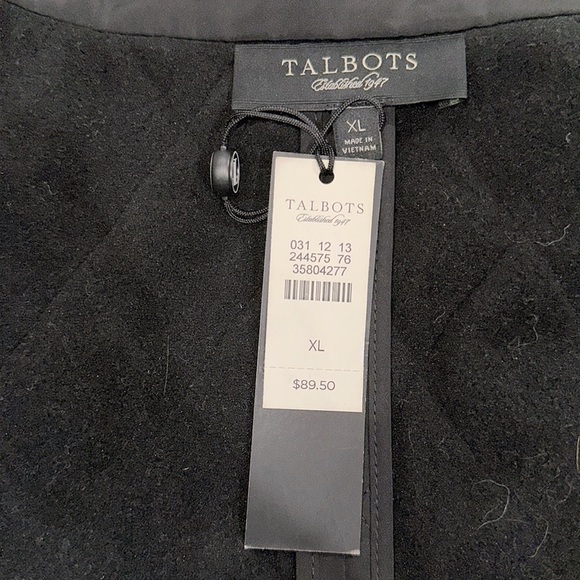 TALBOTS
Established 1947
XL
MADE IN
VIETNAM
TALBOTS
Established 1947
031 12 13
244575 76
35804277
XL
$89.50